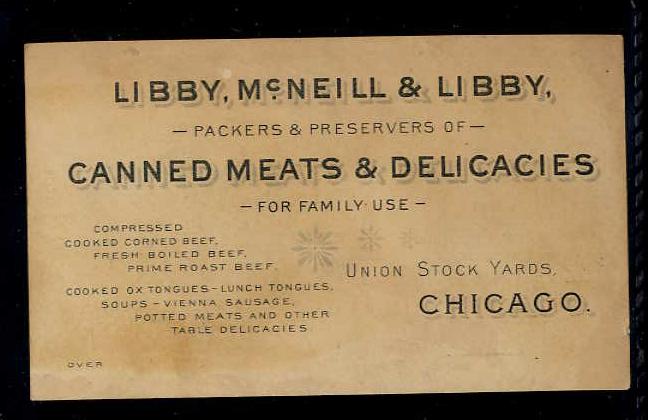 LIBBY, McNEILL & LIBBY,
— PACKERS & PRESERVERS OF —
CANNED MEATS & DELICACIES
— FOR FAMILY USE —
COMPRESSED
COOKED CORNED BEEF,
FRESH BOILED BEEF,
PRIME ROAST BEEF.
COOKED OX TONGUES – LUNCH TONGUES,
SOUPS – VIENNA SAUSAGE,
POTTED MEATS AND OTHER
TABLE DELICACIES
UNION STOCK YARDS,
CHICAGO.
OVER